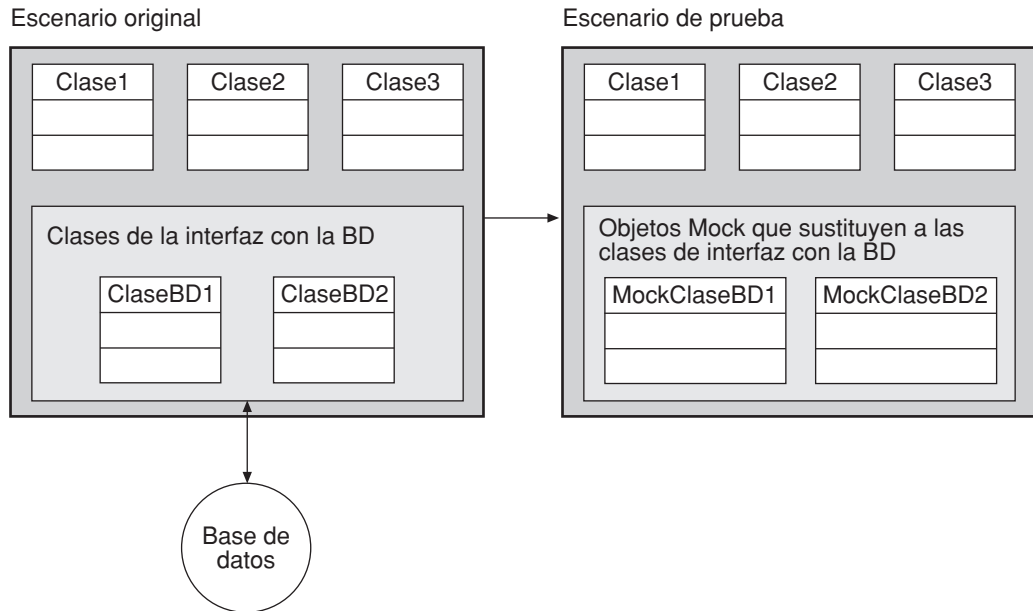 Escenario original
Clase1
Clase2
Clase3
Clases de la interfaz con la BD
ClaseBD1
ClaseBD2
Base de
datos
Escenario de prueba
Clase1
Clase2
Clase3
Objetos Mock que sustituyen a las
clases de interfaz con la BD
MockClaseBD1
MockClaseBD2